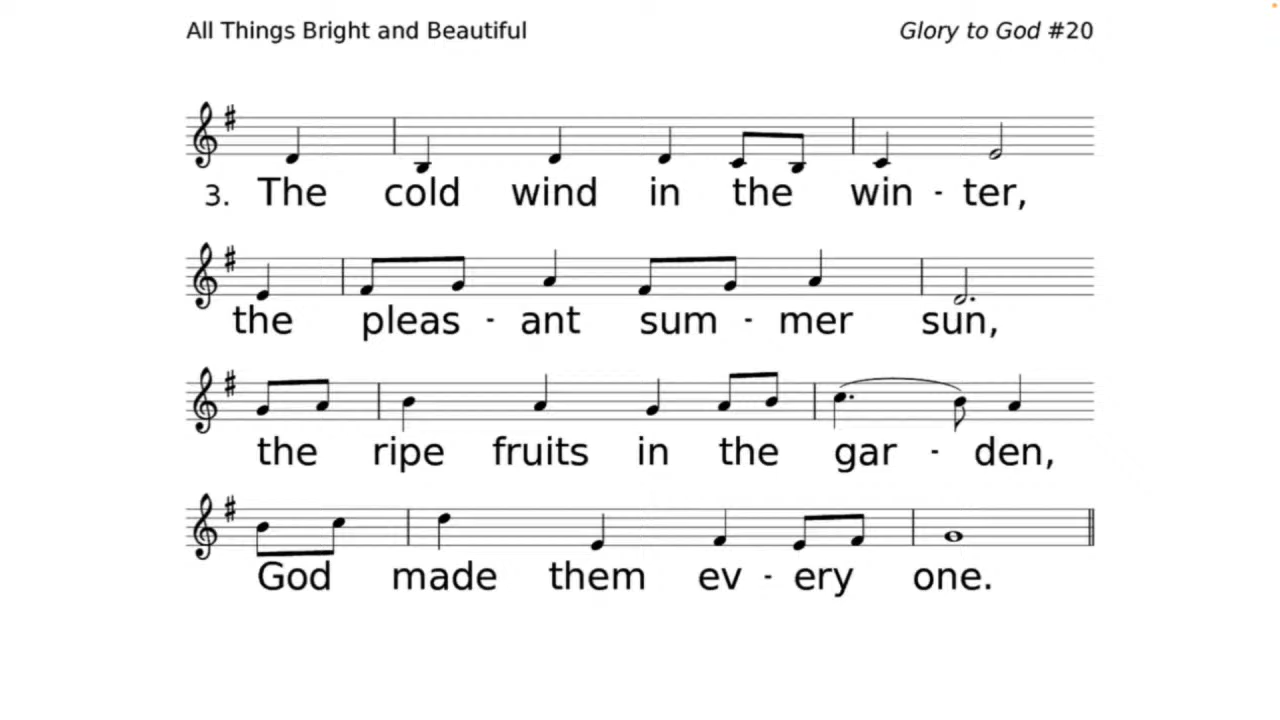 All Things Bright and Beautiful
Glory to God #20
3. The cold wind in the win - ter,
the pleas - ant sum - mer sun,
the ripe fruits in the gar - den,
God made them ev - ery one.